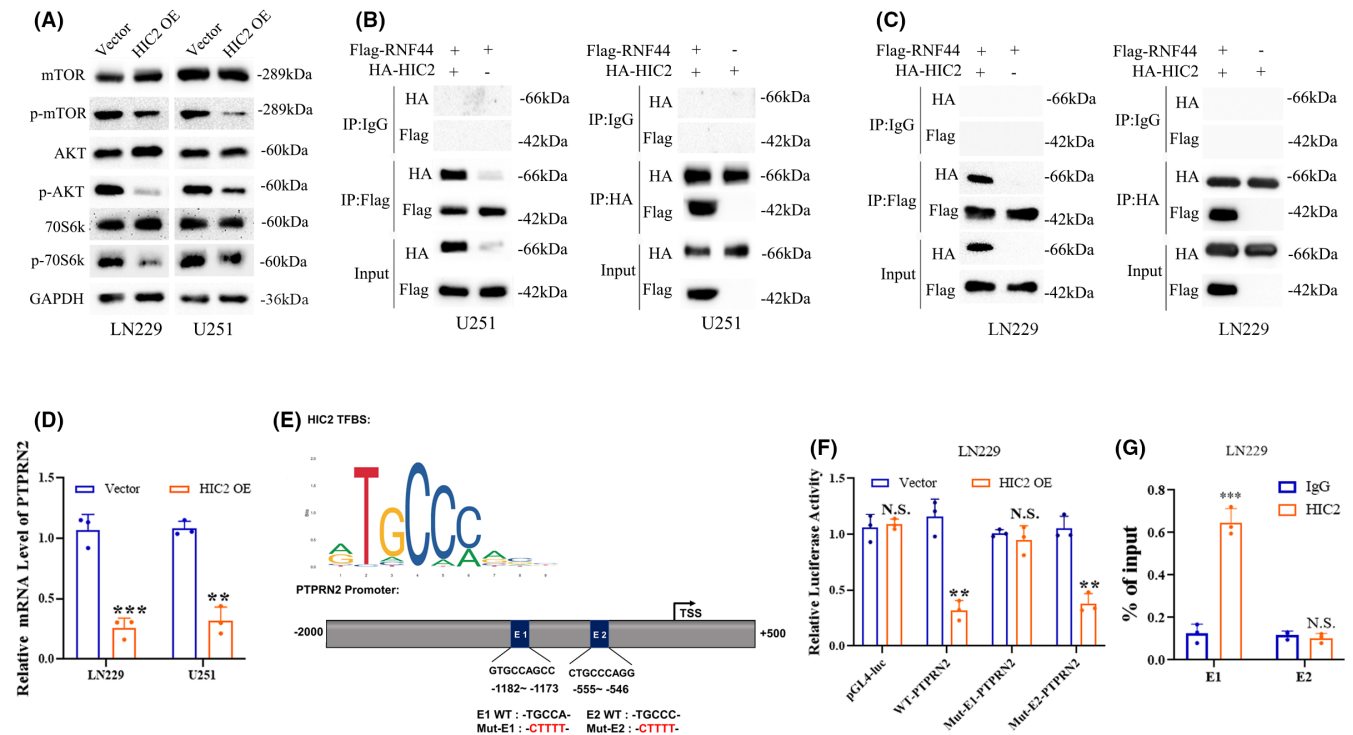 (A)
Vector HIC2 OE Vector HIC2 OE
mTOR -289kDa
p-mTOR -289kDa
AKT -60kDa
p-AKT -60kDa
70S6k -60kDa
p-70S6k -60kDa
GAPDH -36kDa
LN229 U251
(B)
Flag-RNF44 + +
HA-HIC2 + -
IP:IgG
HA -66kDa
Flag -42kDa
IP:Flag
HA -66kDa
Flag -42kDa
Input
HA -66kDa
Flag -42kDa
U251
Flag-RNF44 + -
HA-HIC2 + +
IP:IgG
HA -66kDa
Flag -42kDa
IP:HA
HA -66kDa
Flag -42kDa
Input
HA -66kDa
Flag -42kDa
U251
(C)
Flag-RNF44 + +
HA-HIC2 + -
IP:IgG
HA -66kDa
Flag -42kDa
IP:Flag
HA -66kDa
Flag -42kDa
Input
HA -66kDa
Flag -42kDa
LN229
Flag-RNF44 + -
HA-HIC2 + +
IP:IgG
HA -66kDa
Flag -42kDa
IP:HA
HA -66kDa
Flag -42kDa
Input
HA -66kDa
Flag -42kDa
LN229
(D)
Relative mRNA Level of PTPRN2
1.5
1.0
0.5
0.0
Vector HIC2 OE
*** **
LN229 U251
(E)
HIC2 TFBS:
TGCCC
PTPRN2 Promoter:
TSS
-2000 E 1 E 2 +500
GTGCCAGCC CTGCCCAGG
-1182~ -1173 -555~ -546
E1 WT : -TGCCA- E2 WT : -TGCCC-
Mut-E1 : -CTTTT- Mut-E2 : -CTTTT-
(F)
LN229
Relative Luciferase Activity
1.5
1.0
0.5
0.0
Vector HIC2 OE
N.S. ** N.S. **
pGL4-luc WT-PTPRN2 Mut-E1-PTPRN2 Mut-E2-PTPRN2
(G)
LN229
% of input
0.8
0.6
0.4
0.2
0.0
IgG
HIC2
*** N.S.
E1 E2